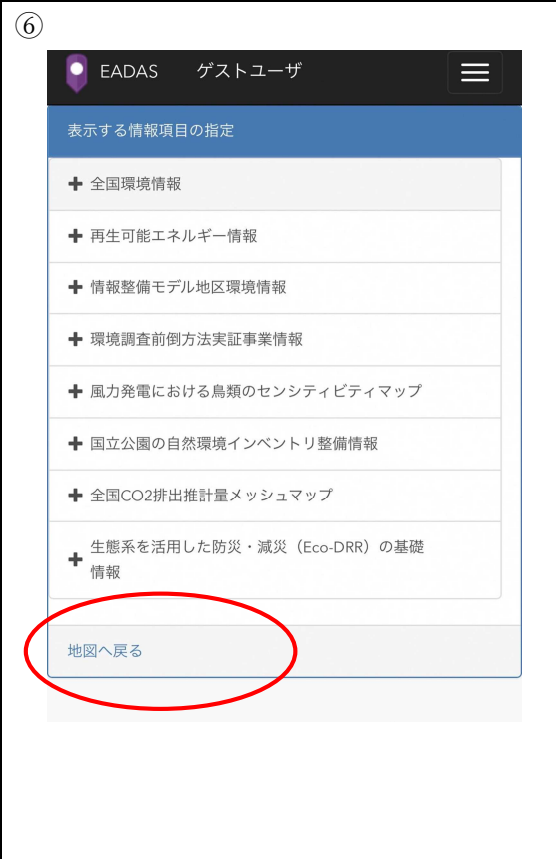 ⑥
EADAS ゲストユーザ
表示する情報項目の指定
全国環境情報
再生可能エネルギー情報
情報整備モデル地区環境情報
環境調査前倒方法実証事業情報
風力発電における鳥類のセンシティビティマップ
国立公園の自然環境インベントリ整備情報
全国CO2排出推計量メッシュマップ
生態系を活用した防災・減災（Eco-DRR）の基礎
情報
地図へ戻る